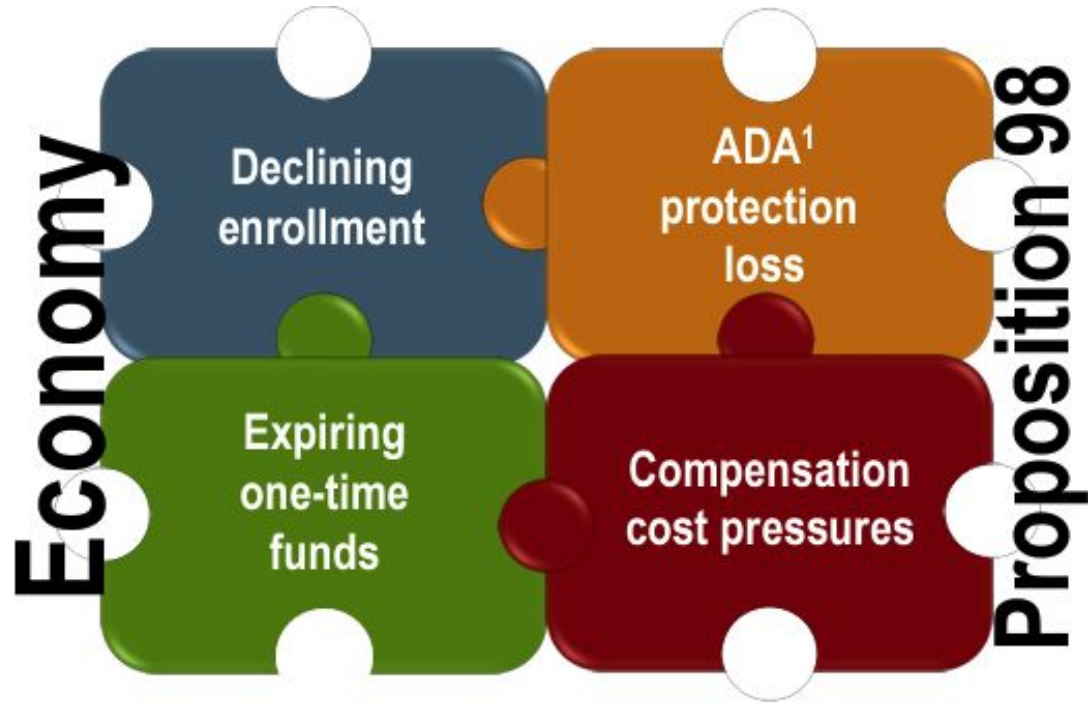 Economy
Declining
enrollment
ADA¹
protection
loss
Expiring
one-time
funds
Compensation
cost pressures
Proposition 98